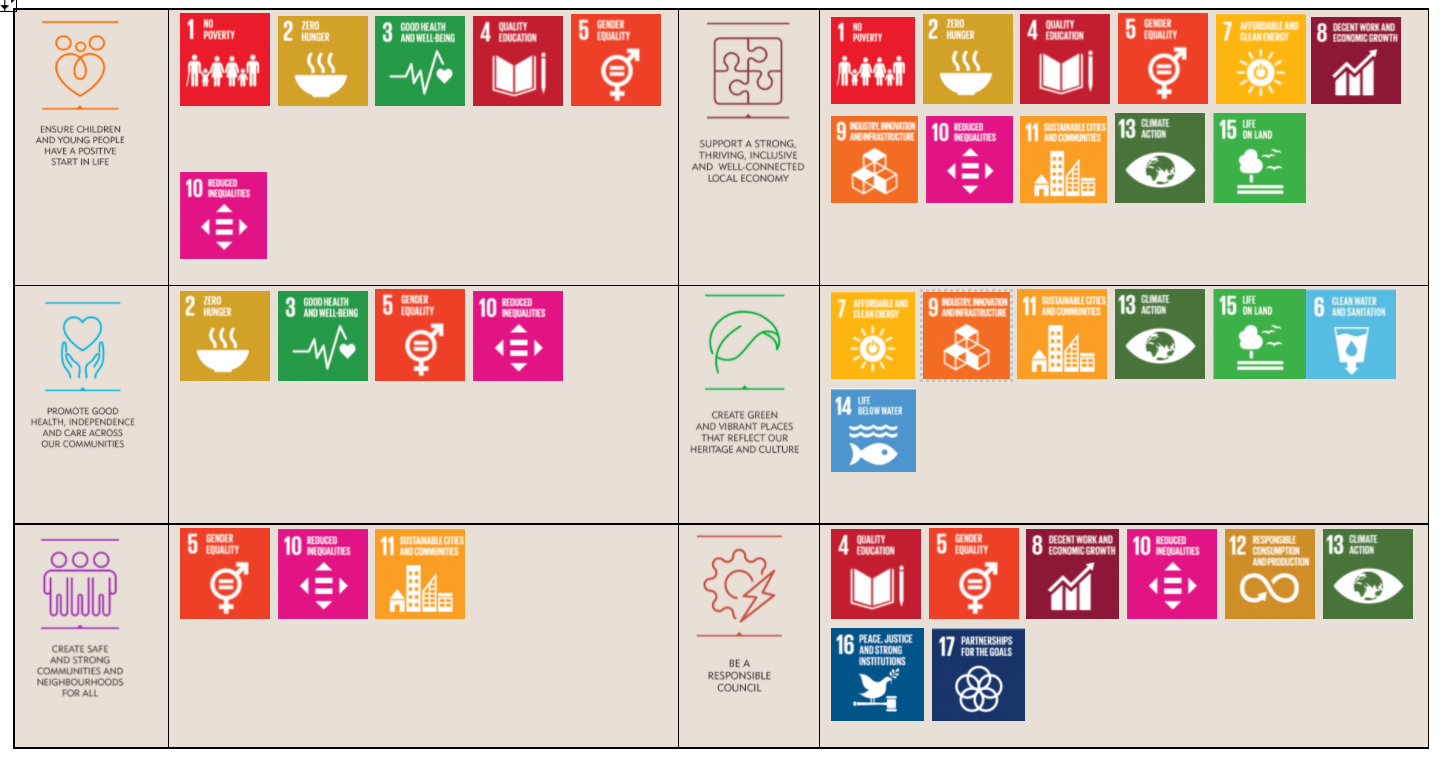 ENSURE CHILDREN
AND YOUNG PEOPLE
HAVE A POSITIVE
START IN LIFE
1 NO
POVERTY
2 ZERO
HUNGER
3 GOOD HEALTH
AND WELL-BEING
4 QUALITY
EDUCATION
5 GENDER
EQUALITY
10 REDUCED
INEQUALITIES
SUPPORT A STRONG,
THRIVING, INCLUSIVE
AND WELL-CONNECTED
LOCAL ECONOMY
1 NO
POVERTY
2 ZERO
HUNGER
4 QUALITY
EDUCATION
5 GENDER
EQUALITY
7 AFFORDABLE AND
CLEAN ENERGY
8 DECENT WORK AND
ECONOMIC GROWTH
9 INDUSTRY, INNOVATION
AND INFRASTRUCTURE
10 REDUCED
INEQUALITIES
11 SUSTAINABLE CITIES
AND COMMUNITIES
13 CLIMATE
ACTION
15 LIFE
ON LAND
PROMOTE GOOD
HEALTH, INDEPENDENCE
AND CARE ACROSS
OUR COMMUNITIES
2 ZERO
HUNGER
3 GOOD HEALTH
AND WELL-BEING
5 GENDER
EQUALITY
10 REDUCED
INEQUALITIES
CREATE GREEN
AND VIBRANT PLACES
THAT REFLECT OUR
HERITAGE AND CULTURE
7 AFFORDABLE AND
CLEAN ENERGY
9 INDUSTRY, INNOVATION
AND INFRASTRUCTURE
11 SUSTAINABLE CITIES
AND COMMUNITIES
13 CLIMATE
ACTION
15 LIFE
ON LAND
6 CLEAN WATER
AND SANITATION
14 LIFE
BELOW WATER
CREATE SAFE
AND STRONG
COMMUNITIES AND
NEIGHBOURHOODS
FOR ALL
5 GENDER
EQUALITY
10 REDUCED
INEQUALITIES
11 SUSTAINABLE CITIES
AND COMMUNITIES
BE A
RESPONSIBLE
COUNCIL
4 QUALITY
EDUCATION
5 GENDER
EQUALITY
8 DECENT WORK AND
ECONOMIC GROWTH
10 REDUCED
INEQUALITIES
12 RESPONSIBLE
CONSUMPTION
AND PRODUCTION
13 CLIMATE
ACTION
16 PEACE, JUSTICE
AND STRONG
INSTITUTIONS
17 PARTNERSHIPS
FOR THE GOALS